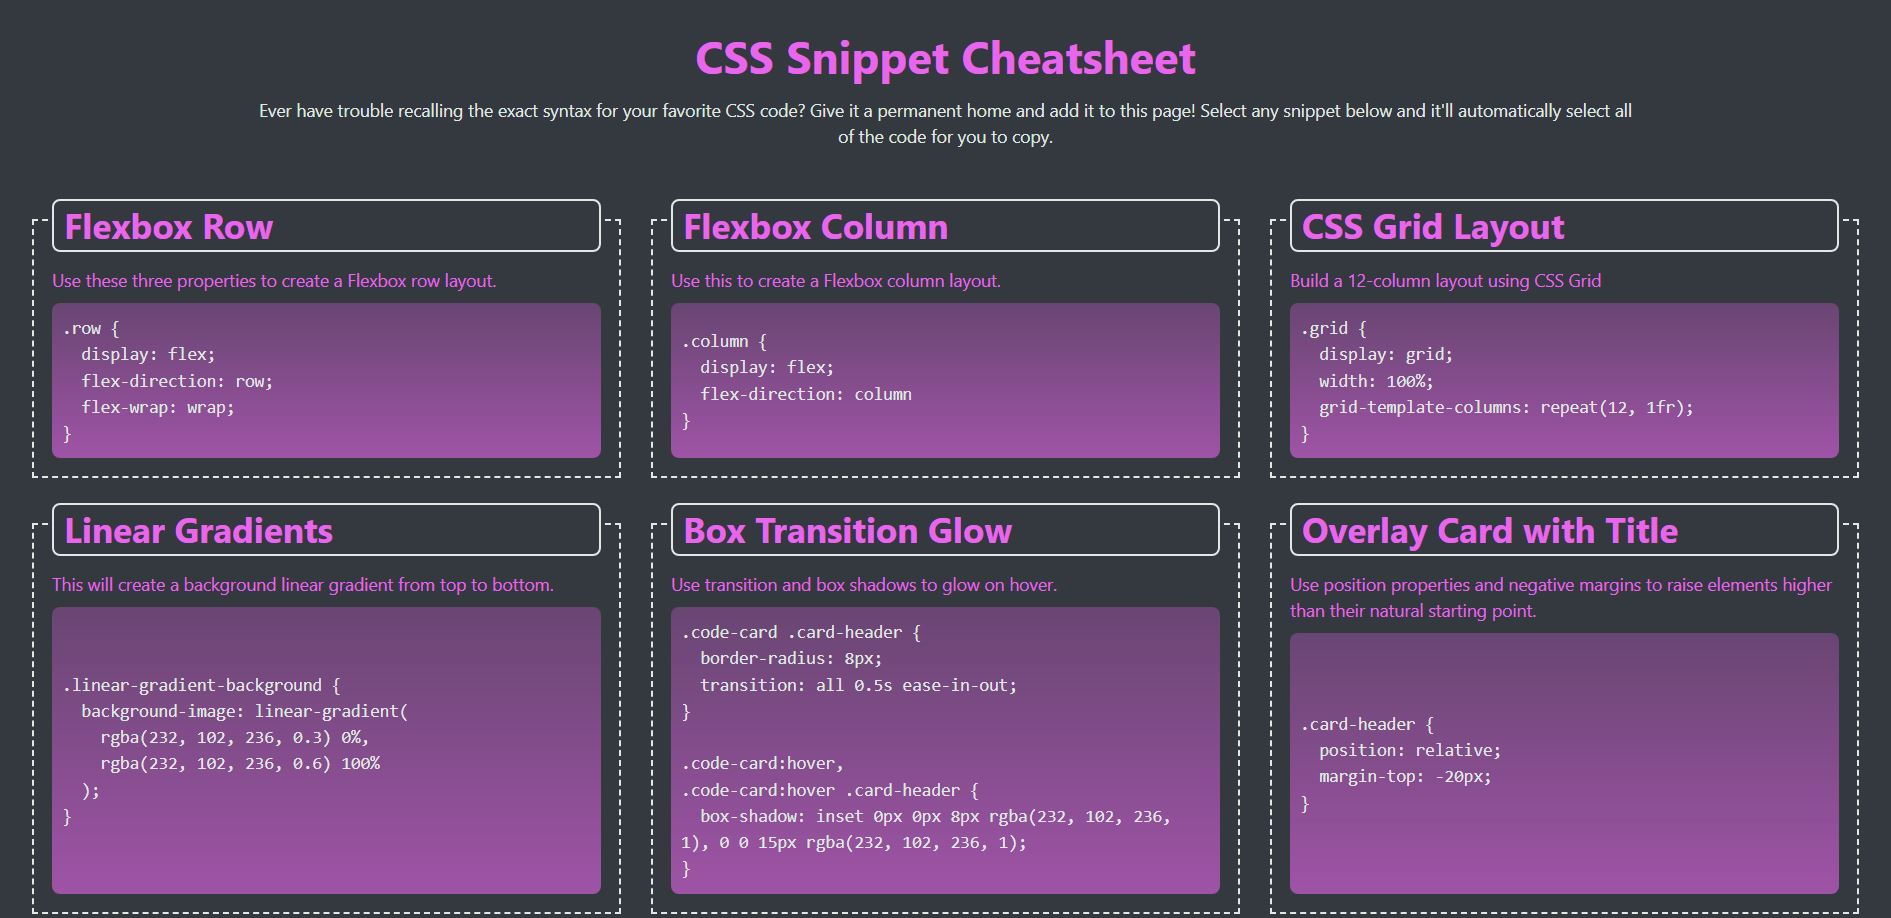 CSS Snippet Cheatsheet
Ever have trouble recalling the exact syntax for your favorite CSS code? Give it a permanent home and add it to this page! Select any snippet below and it'll automatically select all
of the code for you to copy.
Flexbox Row
Use these three properties to create a Flexbox row layout.
.row {
  display: flex;
  flex-direction: row;
  flex-wrap: wrap;
}
Flexbox Column
Use this to create a Flexbox column layout.
.column {
  display: flex;
  flex-direction: column
}
CSS Grid Layout
Build a 12-column layout using CSS Grid
.grid {
  display: grid;
  width: 100%;
  grid-template-columns: repeat(12, 1fr);
}
Linear Gradients
This will create a background linear gradient from top to bottom.
.linear-gradient-background {
  background-image: linear-gradient(
    rgba(232, 102, 236, 0.3) 0%,
    rgba(232, 102, 236, 0.6) 100%
  );
}
Box Transition Glow
Use transition and box shadows to glow on hover.
.code-card .card-header {
  border-radius: 8px;
  transition: all 0.5s ease-in-out;
}
.code-card:hover,
.code-card:hover .card-header {
  box-shadow: inset 0px 0px 8px rgba(232, 102, 236,
1), 0 0 15px rgba(232, 102, 236, 1);
}
Overlay Card with Title
Use position properties and negative margins to raise elements higher
than their natural starting point.
.card-header {
  position: relative;
  margin-top: -20px;
}